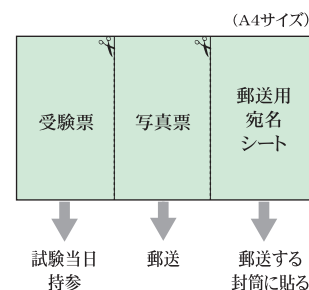 （A4サイズ）
受験票
写真票
郵送用
宛名
シート
試験当日
持参
郵送
郵送する
封筒に貼る